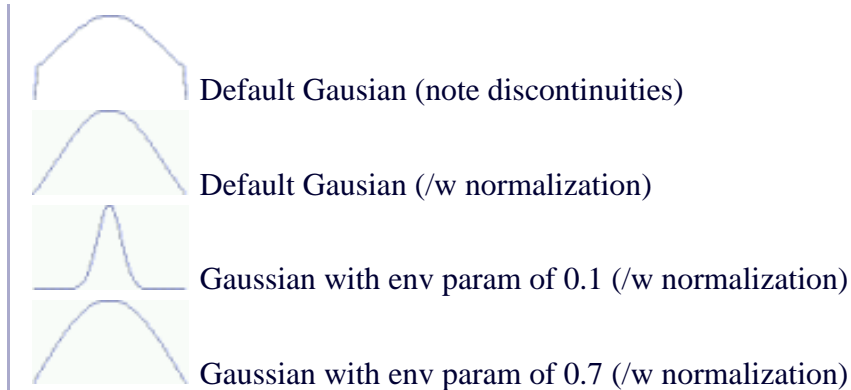 Default Gausian (note discontinuities)
Default Gausian (/w normalization)
Gaussian with env param of 0.1 (/w normalization)
Gaussian with env param of 0.7 (/w normalization)